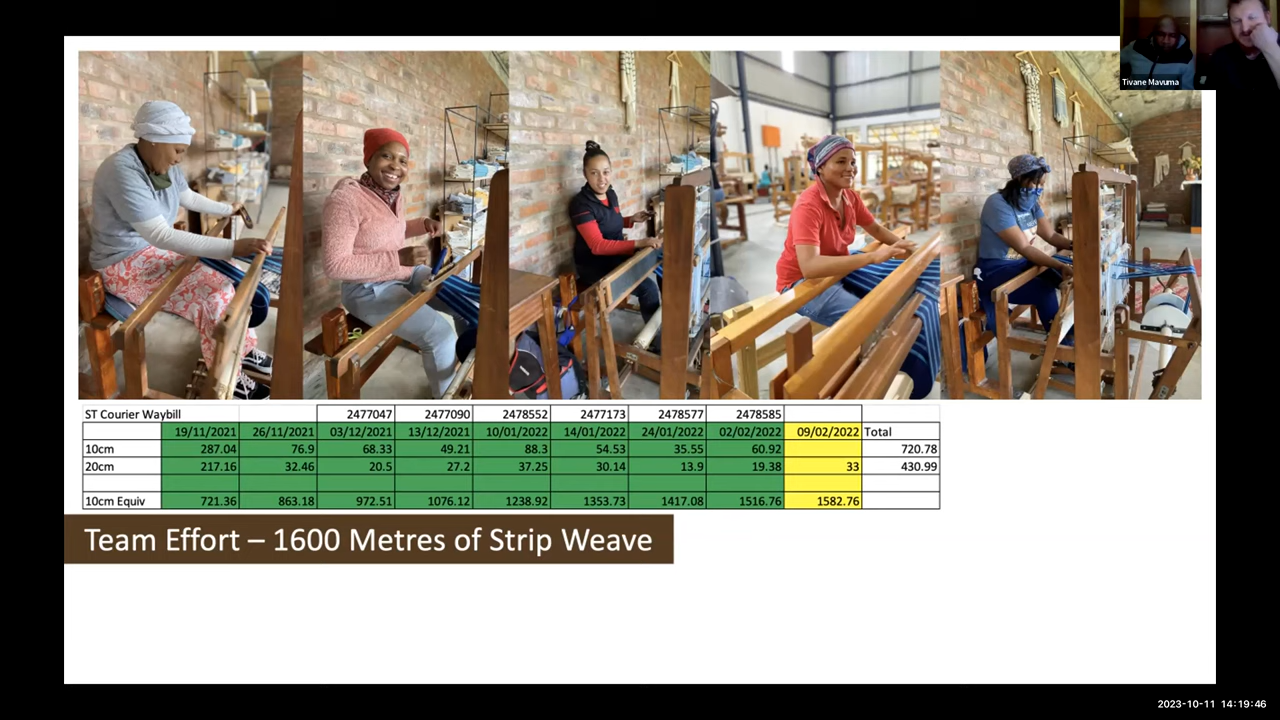 Tivane Mavuma
ST Courier Waybill 2477047 2477090 2478552 2477173 2478577 2478585
19/11/2021 26/11/2021 03/12/2021 13/12/2021 10/01/2022 14/01/2022 24/01/2022 02/02/2022 09/02/2022 Total
10cm 287.04 76.9 68.33 49.21 88.3 54.53 35.55 60.92 720.78
20cm 217.16 32.46 20.5 27.2 37.25 30.14 13.9 19.38 33 430.99
10cm Equiv 721.36 863.18 972.51 1076.12 1238.92 1353.73 1417.08 1516.76 1582.76
Team Effort – 1600 Metres of Strip Weave
2023-10-11 14:19:46